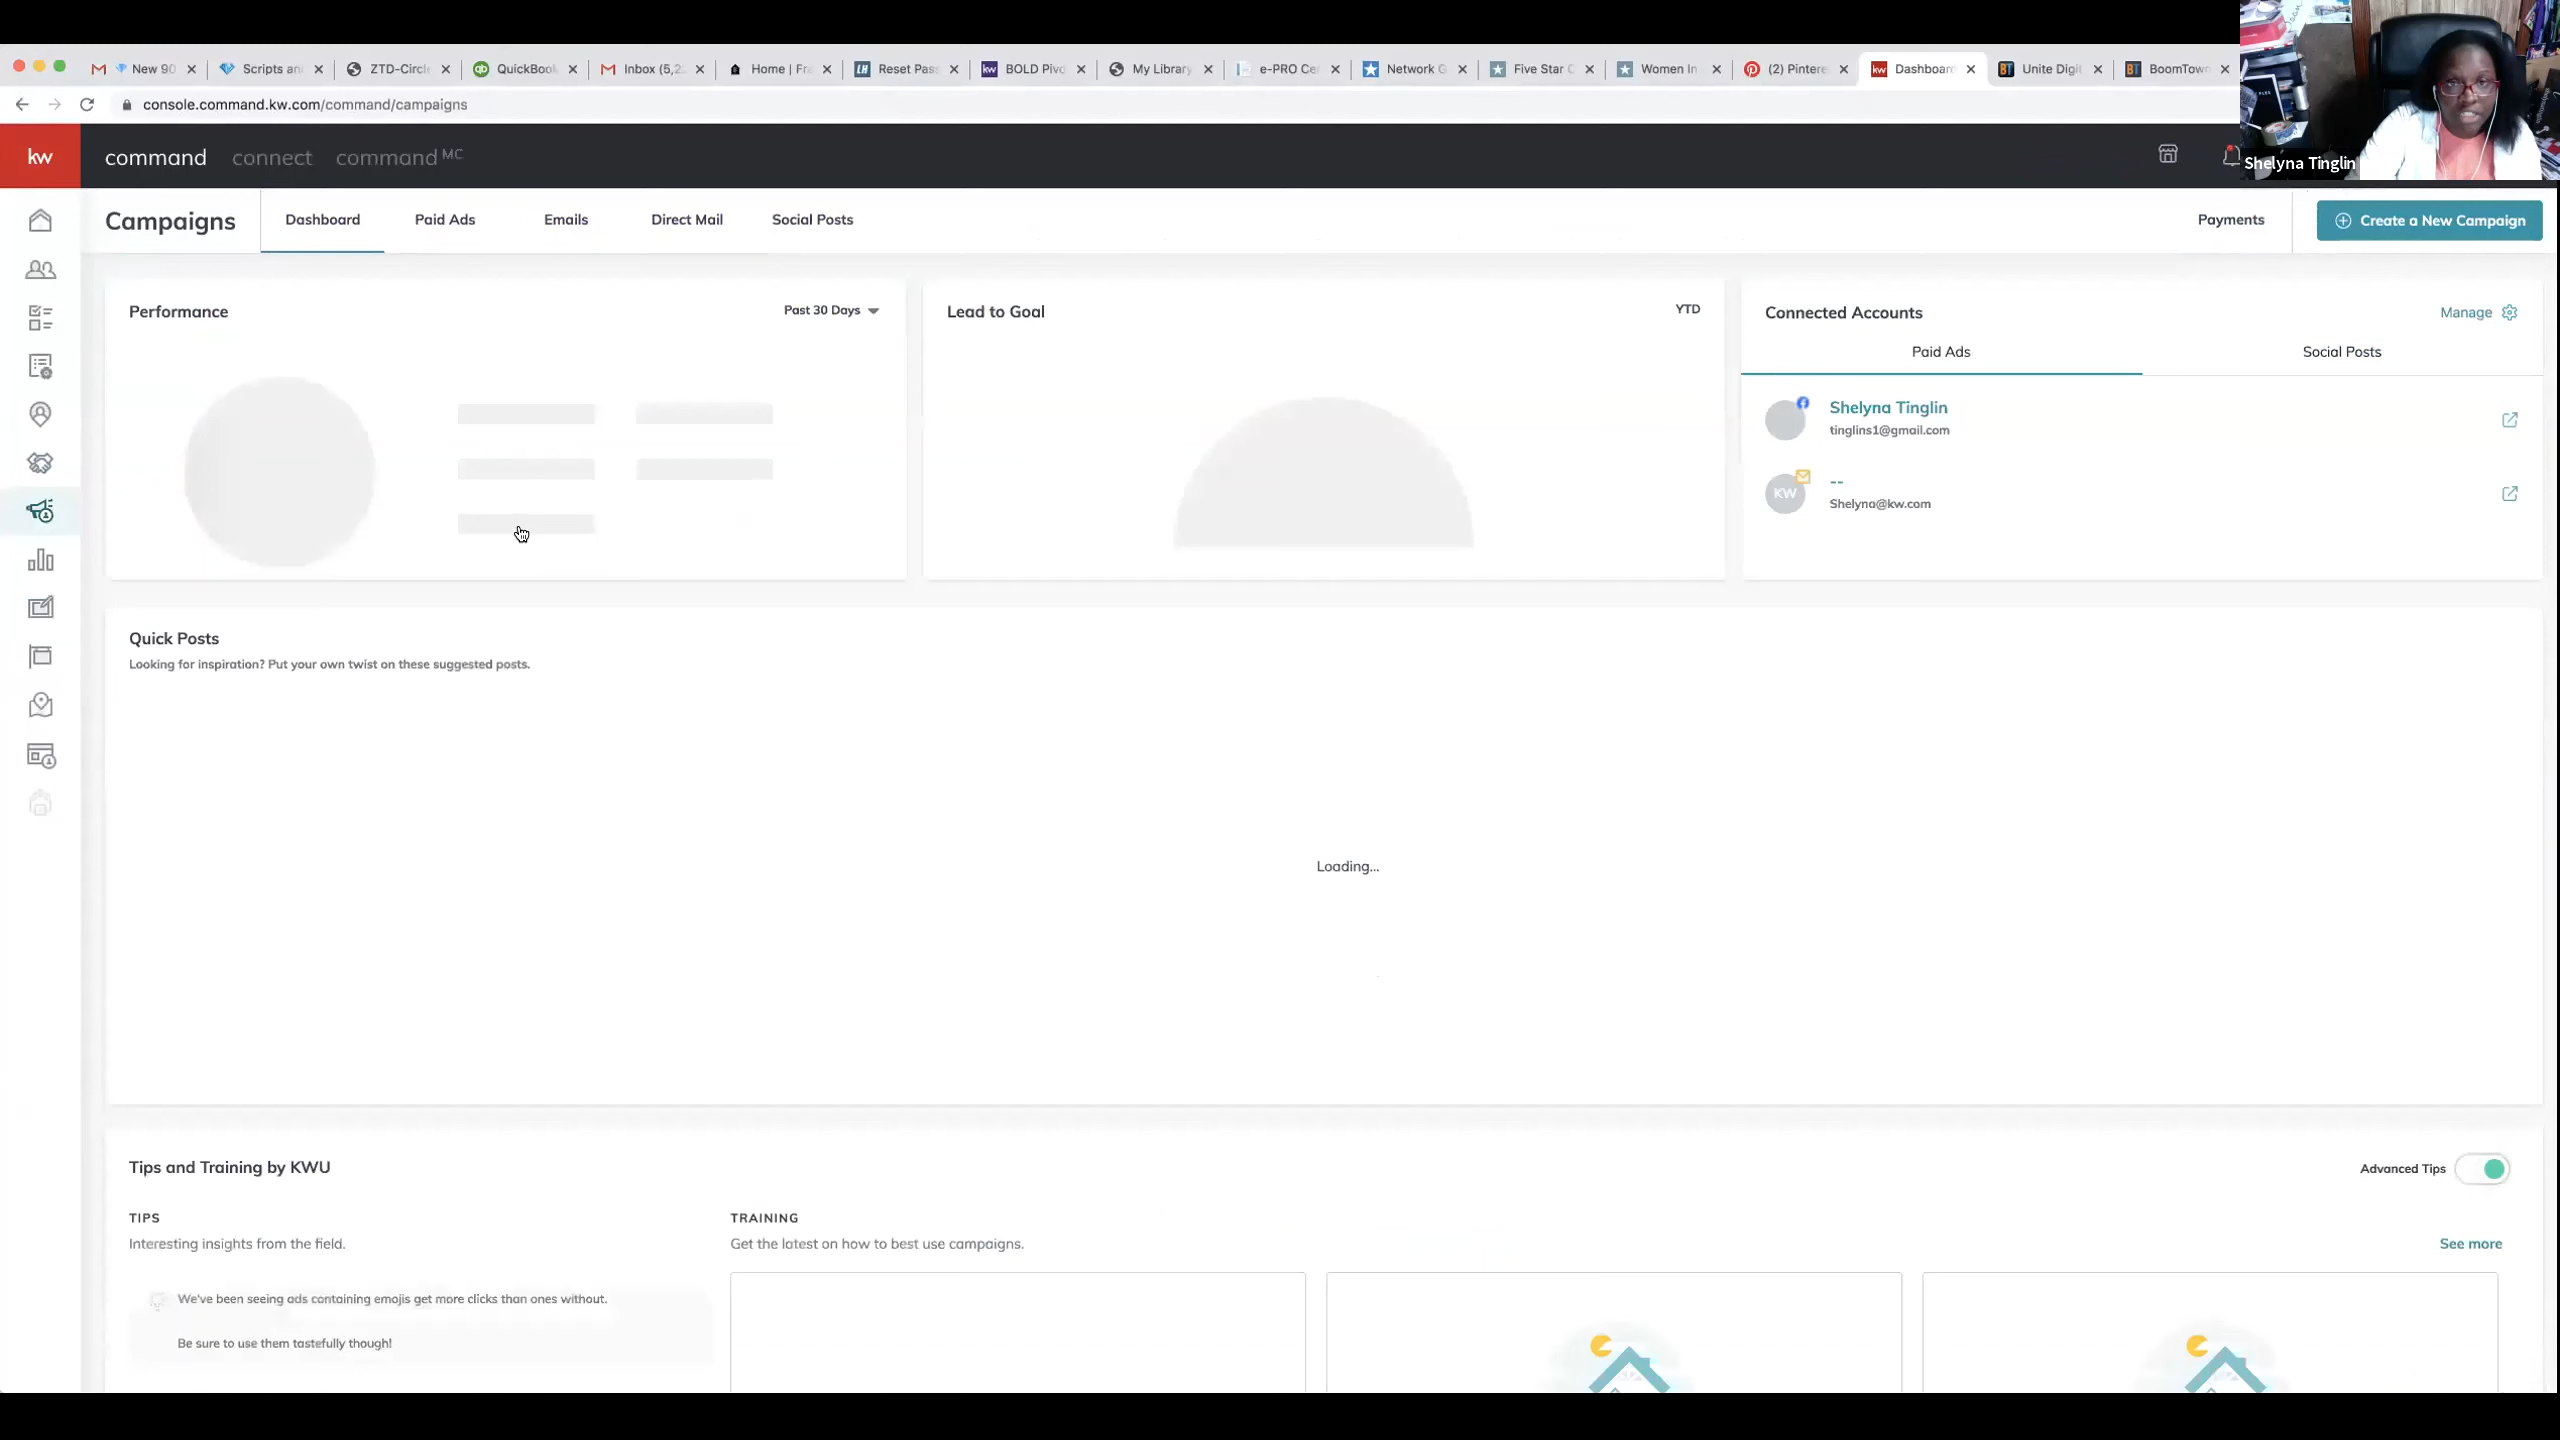 New 90
Scripts an
ZTD-Circl
QuickBook
Inbox (5,2
Home | Fr
Reset Pas
BOLD Piv
My Library
e-PRO Ce
Network G
Five Star C
Women In
(2) Pintere
Dashboar
Unite Digit
BoomTow
console.command.kw.com/command/campaigns
kw
command connect command MC
Shelyna Tinglin
Campaigns
Dashboard
Paid Ads
Emails
Direct Mail
Social Posts
Payments
Create a New Campaign
Performance
Past 30 Days
Lead to Goal
YTD
Connected Accounts
Manage
Paid Ads
Social Posts
Shelyna Tinglin
tinglins1@gmail.com
KW
--
Shelyna@kw.com
Quick Posts
Looking for inspiration? Put your own twist on these suggested posts.
Loading...
Tips and Training by KWU
Advanced Tips
TIPS
Interesting insights from the field.
TRAINING
Get the latest on how to best use campaigns.
See more
We've been seeing ads containing emojis get more clicks than ones without.
Be sure to use them tastefully though!